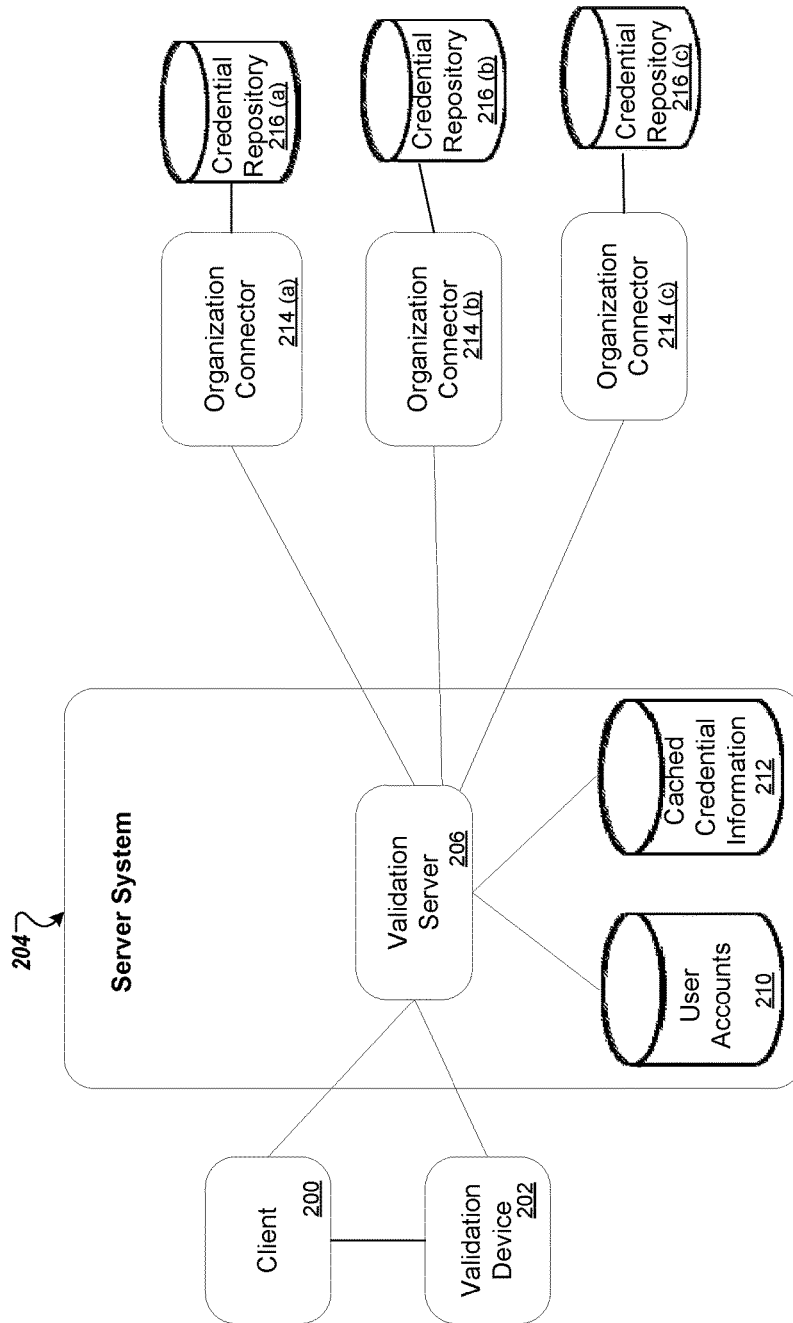 204
Server System
Client
200
Validation
Device
202
Validation
Server
206
User
Accounts
210
Cached
Credential
Information
212
Organization
Connector
214 (a)
Credential
Repository
216 (a)
Organization
Connector
214 (b)
Credential
Repository
216 (b)
Organization
Connector
214 (c)
Credential
Repository
216 (c)